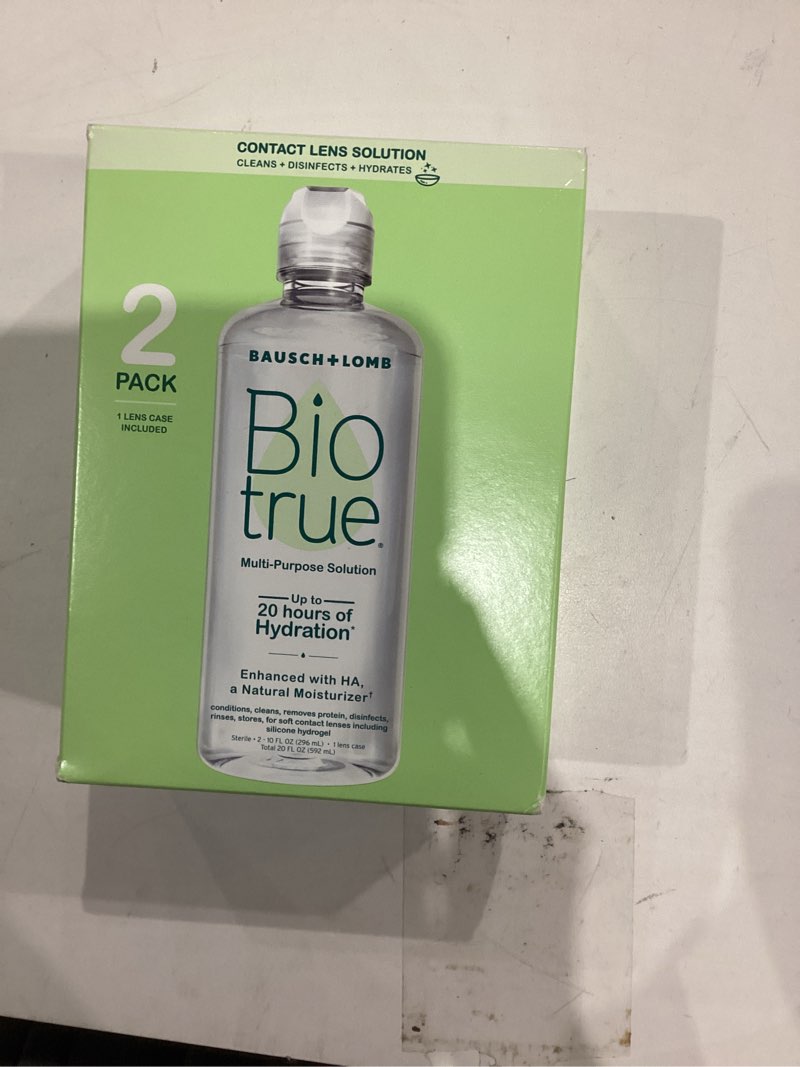 CONTACT LENS SOLUTION
CLEANS + DISINFECTS + HYDRATES
2
PACK
1 LENS CASE
INCLUDED
BAUSCH + LOMB
Bio
true®
Multi-Purpose Solution
Up to
20 hours of
Hydration*
Enhanced with HA,
a Natural Moisturizer†
conditions, cleans, removes protein, disinfects,
rinses, stores, for soft contact lenses including
silicone hydrogel
Sterile • 2 - 10 FL OZ (296 mL) • 1 lens case
Total 20 FL OZ (592 mL)